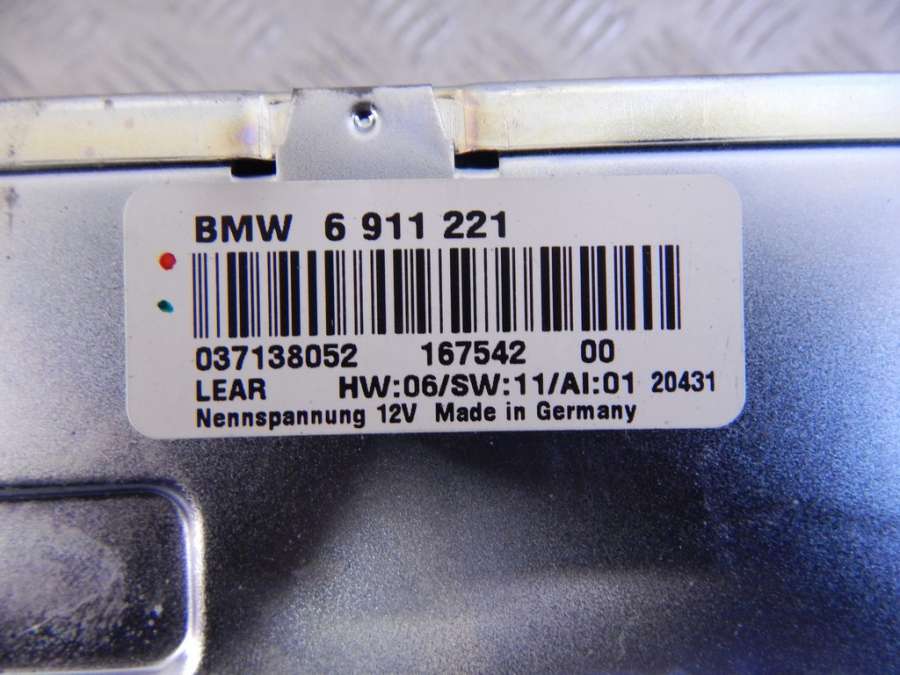 BMW 6 911 221
037138052 167542 00
LEAR HW:06/SW:11/AI:01 20431
Nennspannung 12V Made in Germany